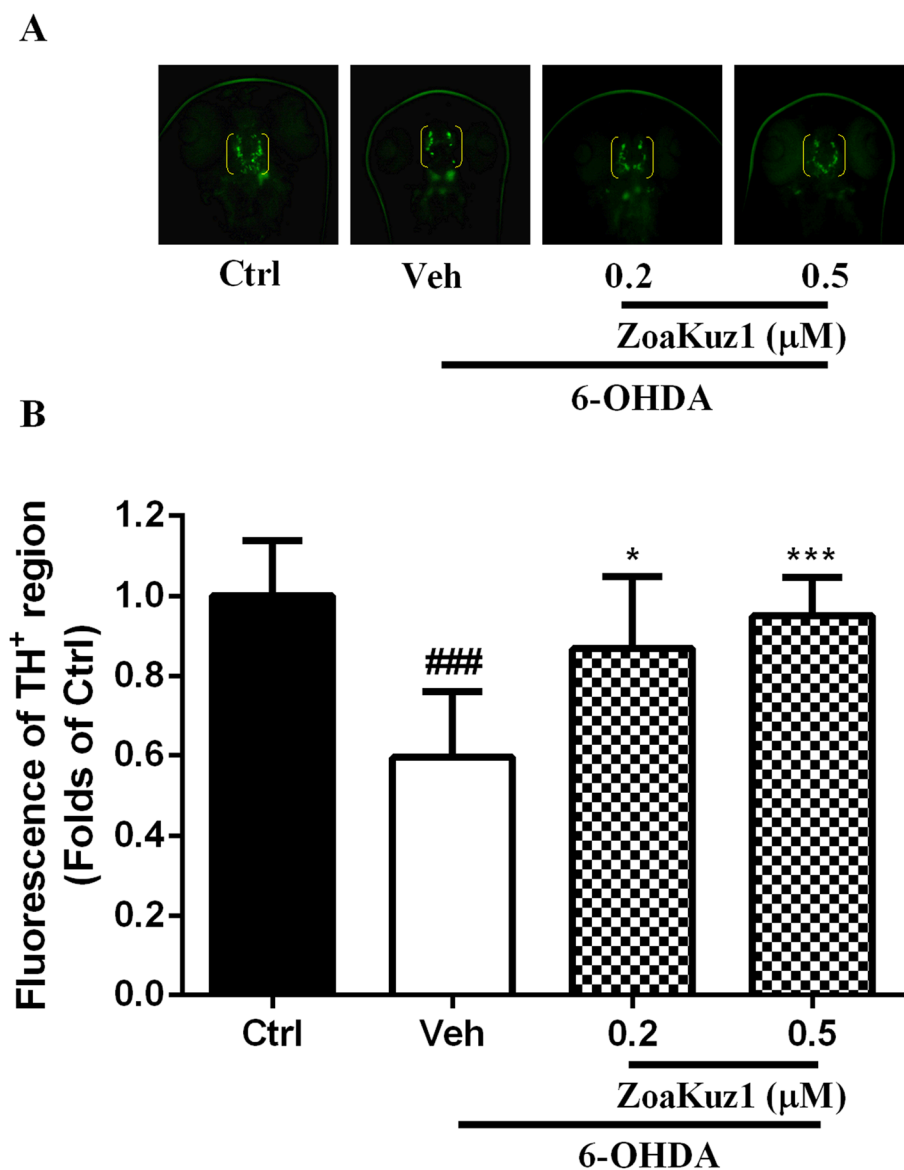 A
Ctrl Veh 0.2 0.5
ZoaKuz1 (μM)
6-OHDA
B
Fluorescence of TH⁺ region
(Folds of Ctrl)
1.2
1.0
0.8
0.6
0.4
0.2
0.0
###
*
***
Ctrl Veh 0.2 0.5
ZoaKuz1 (μM)
6-OHDA